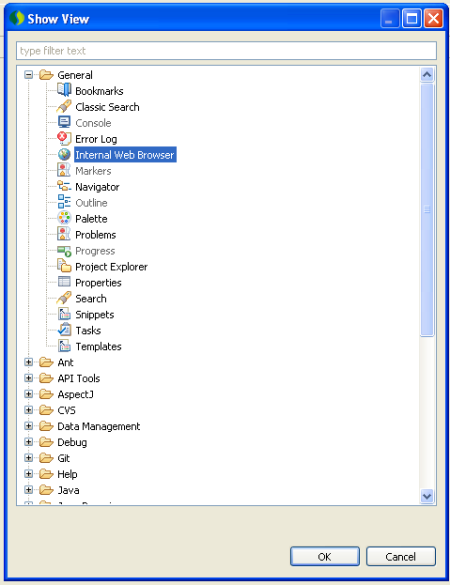 Show View
type filter text
General
Bookmarks
Classic Search
Console
Error Log
Internal Web Browser
Markers
Navigator
Outline
Palette
Problems
Progress
Project Explorer
Properties
Search
Snippets
Tasks
Templates
Ant
API Tools
AspectJ
CVS
Data Management
Debug
Git
Help
Java
OK Cancel